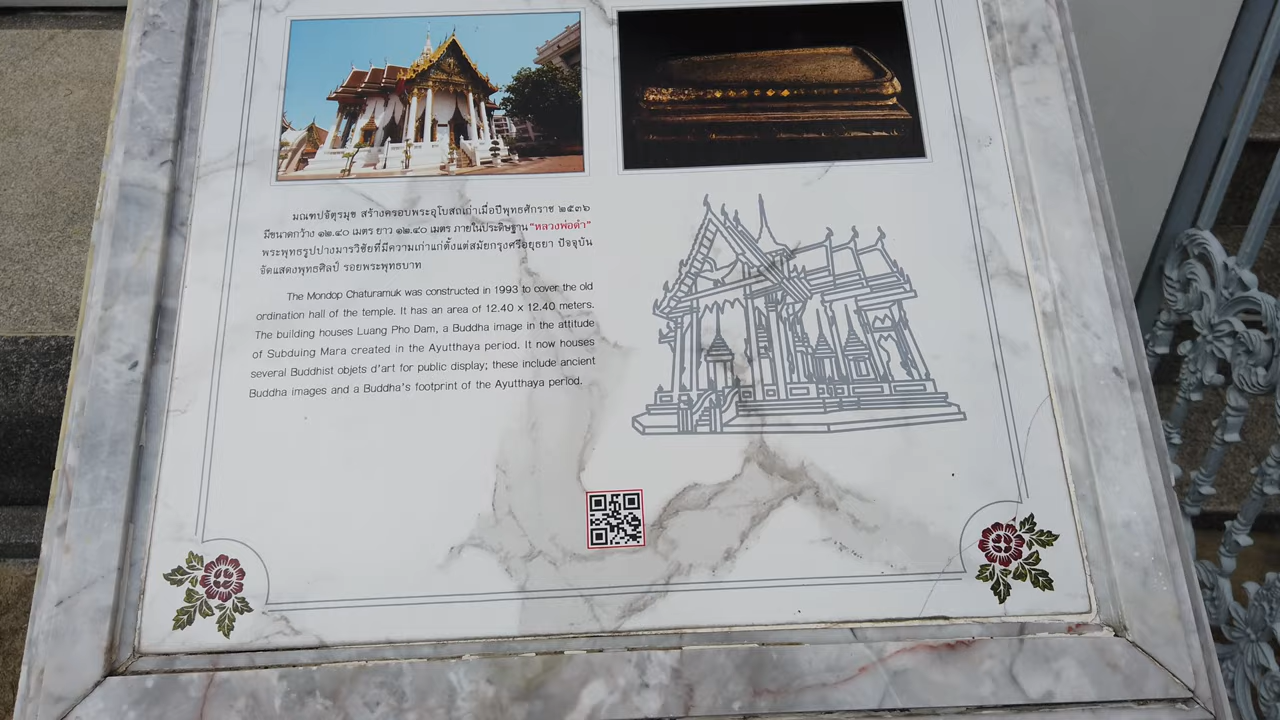 มณฑปจัตุรมุข สร้างครอบพระอุโบสถเก่าเมื่อปีพุทธศักราช ๒๕๓๖
มีขนาดกว้าง ๑๒.๔๐ เมตร ยาว ๑๒.๔๐ เมตร ภายในประดิษฐาน "หลวงพ่อดำ"
พระพุทธรูปปางมารวิชัยที่มีความเก่าแก่ตั้งแต่สมัยกรุงศรีอยุธยา ปัจจุบัน
จัดแสดงพุทธศิลป์ รอยพระพุทธบาท
The Mondop Chaturamuk was constructed in 1993 to cover the old
ordination hall of the temple. It has an area of 12.40 x 12.40 meters.
The building houses Luang Pho Dam, a Buddha image in the attitude
of Subduing Mara created in the Ayutthaya period. It now houses
several Buddhist objets d'art for public display; these include ancient
Buddha images and a Buddha's footprint of the Ayutthaya period.